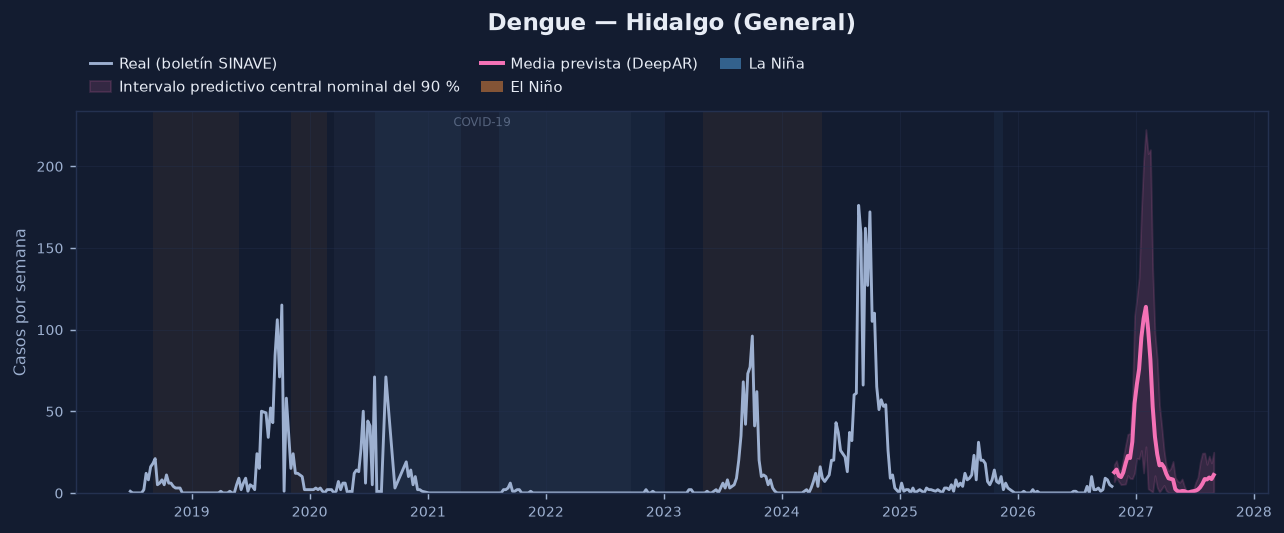 Dengue — Hidalgo (General)
Real (boletín SINAVE)
Media prevista (DeepAR)
La Niña
Intervalo predictivo central nominal del 90 %
El Niño
COVID-19
Casos por semana
200
150
100
50
0
2019 2020 2021 2022 2023 2024 2025 2026 2027 2028